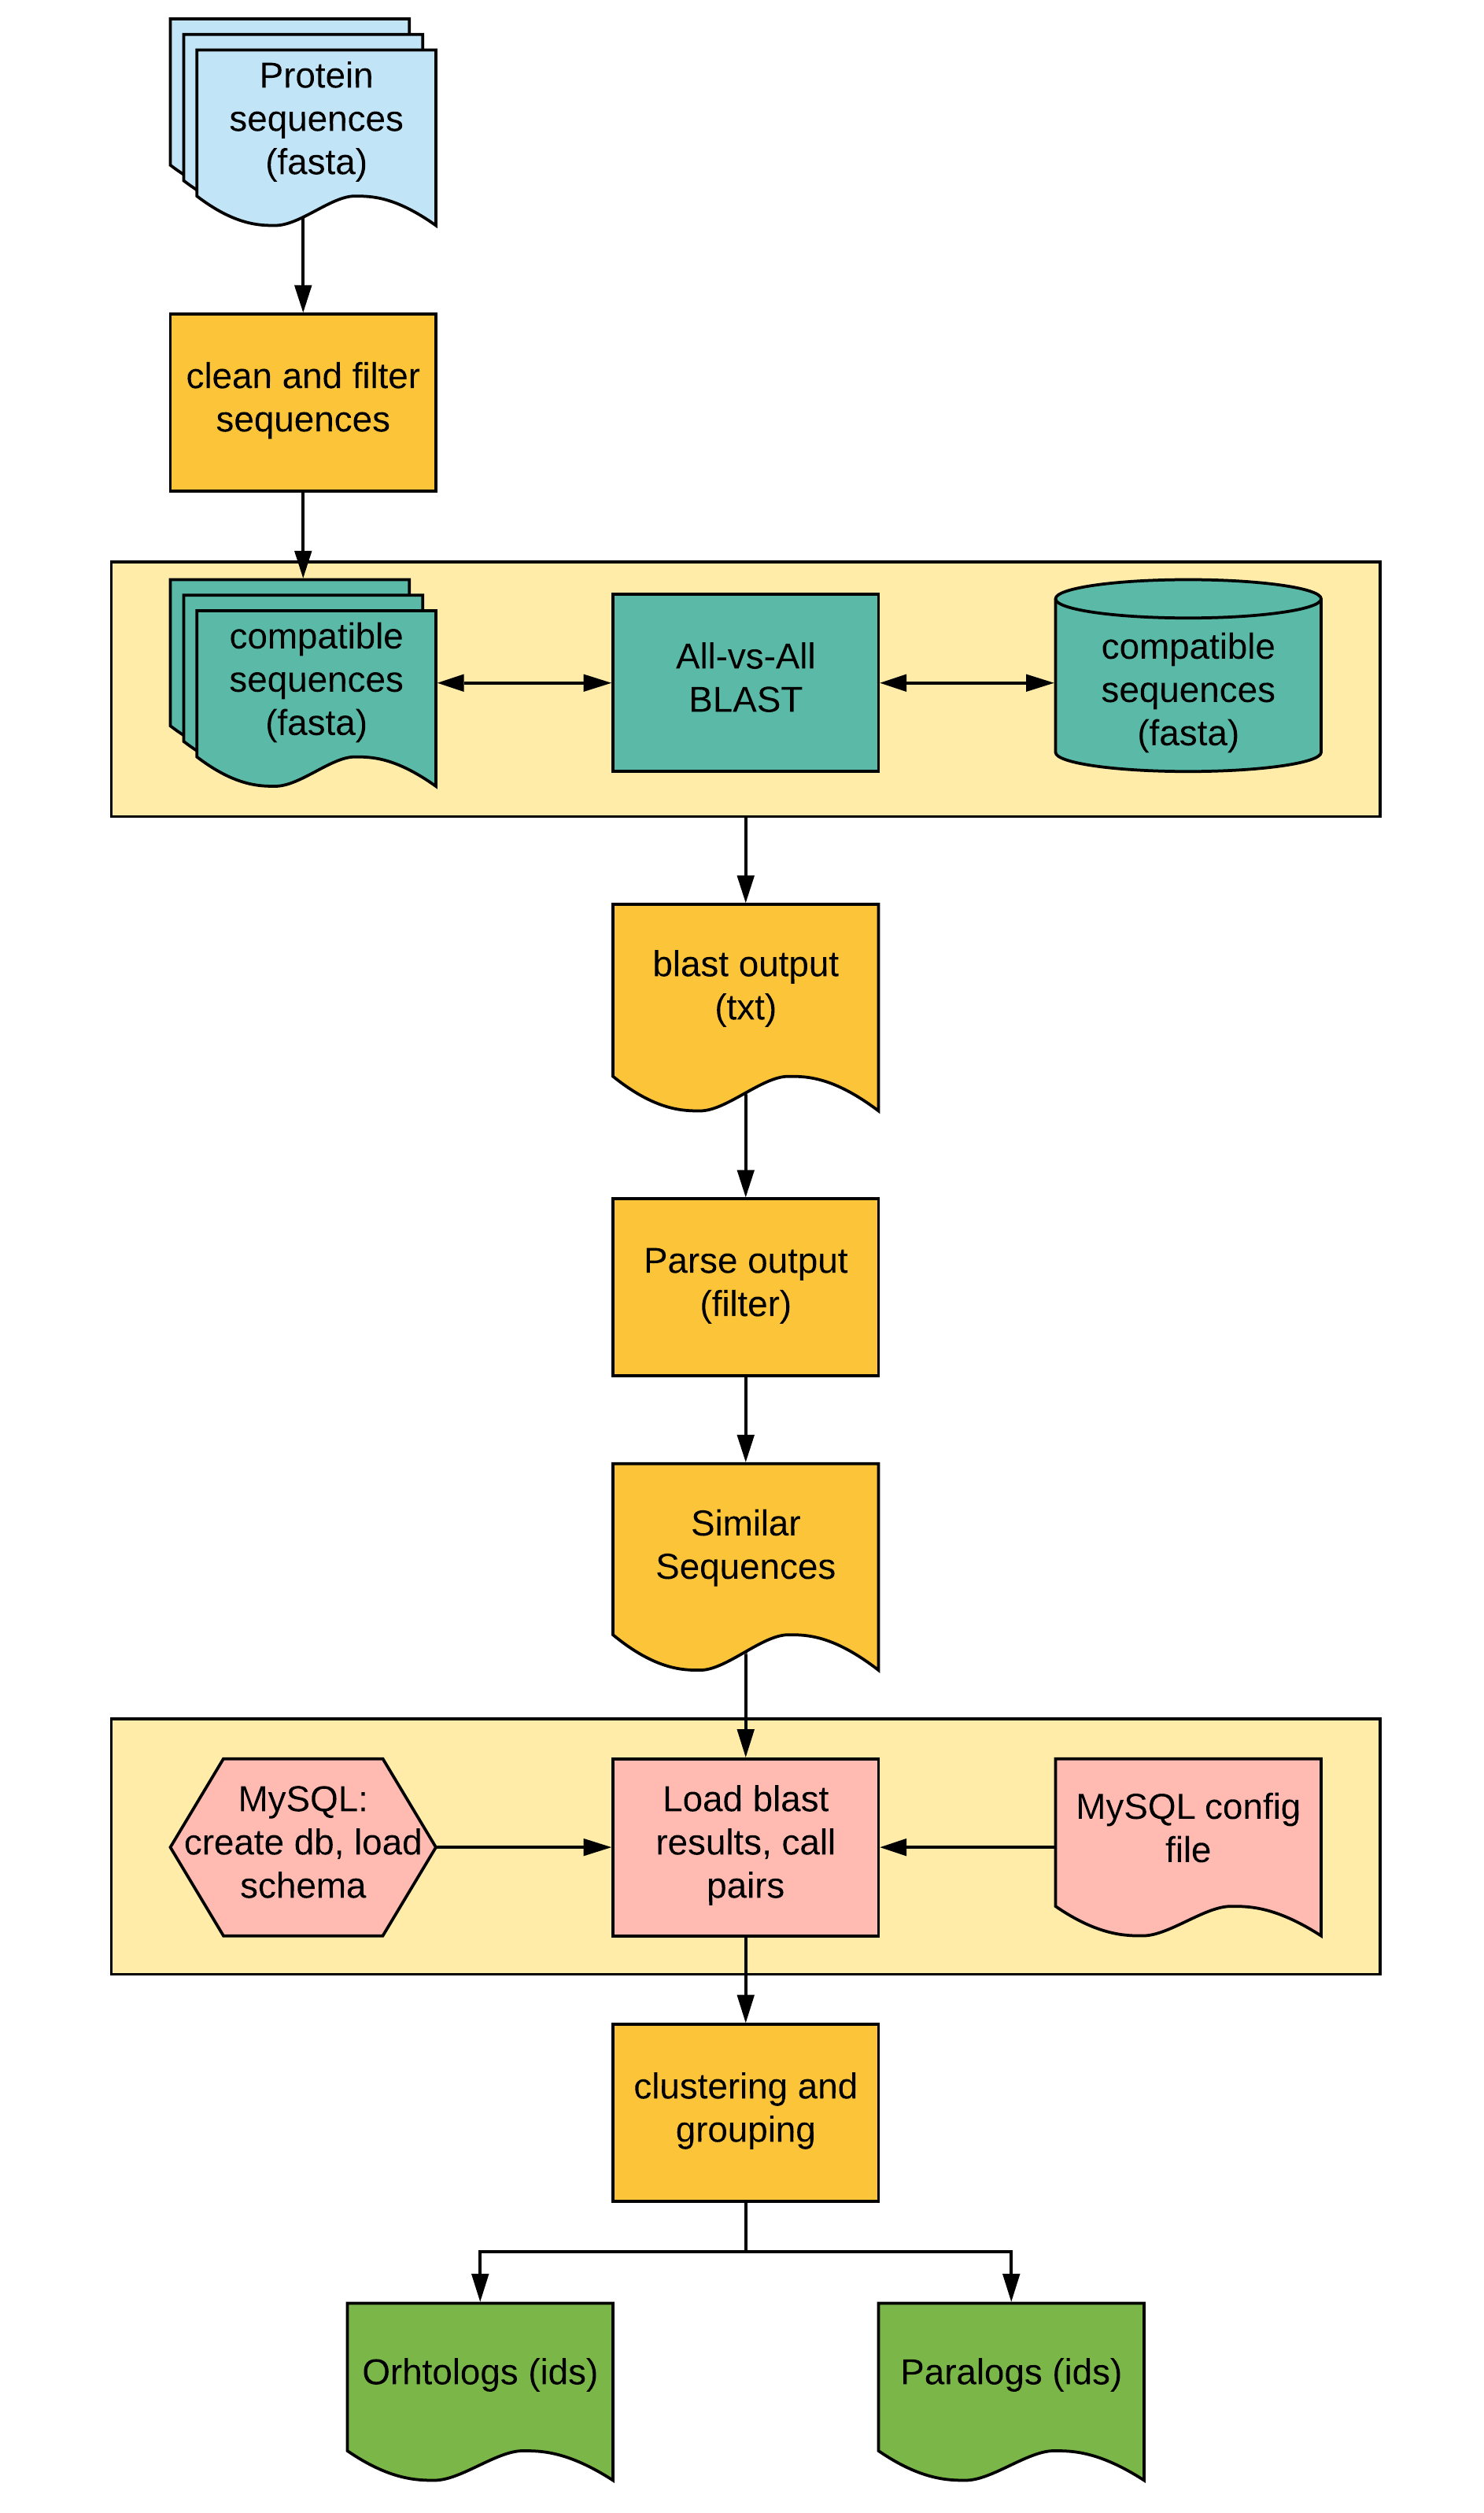 Protein
sequences
(fasta)
clean and filter
sequences
compatible
sequences
(fasta)
All-vs-All
BLAST
compatible
sequences
(fasta)
blast output
(txt)
Parse output
(filter)
Similar
Sequences
MySQL:
create db, load
schema
Load blast
results, call
pairs
MySQL config
file
clustering and
grouping
Orhtologs (ids)
Paralogs (ids)